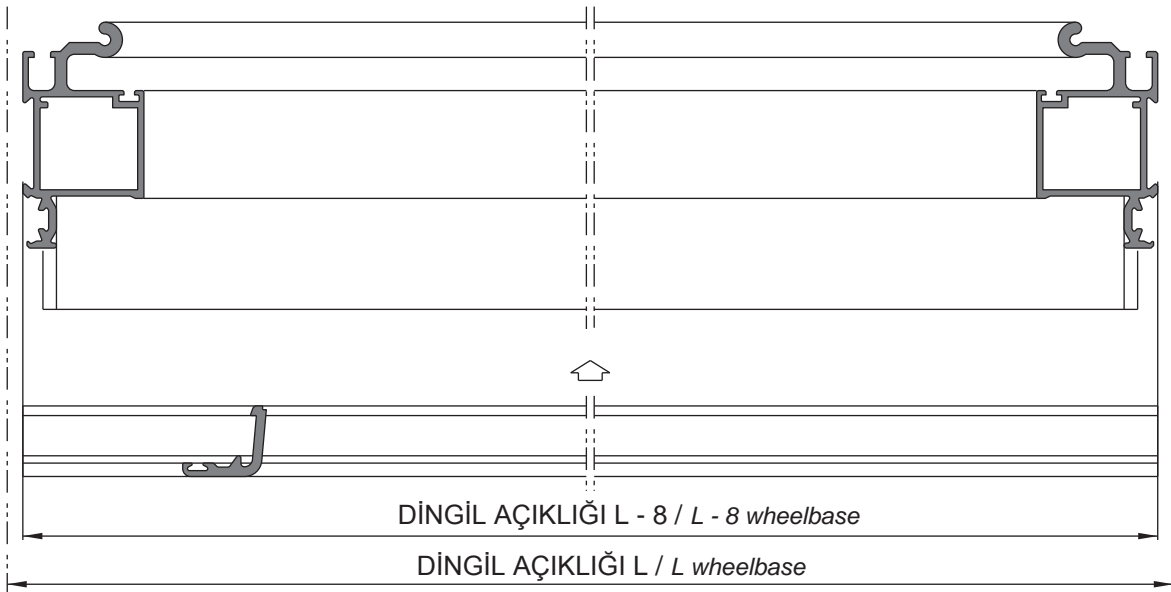 DİNGİL AÇIKLIĞI L - 8 / L - 8 wheelbase
DİNGİL AÇIKLIĞI L / L wheelbase